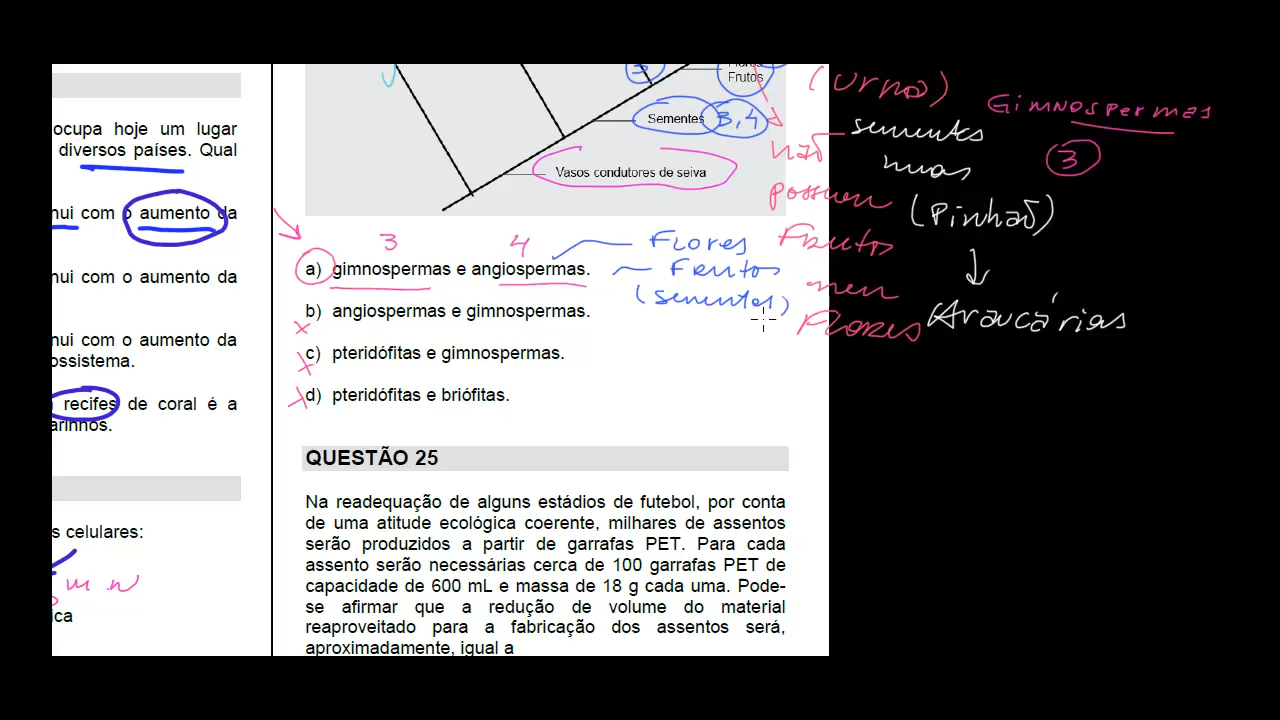 ocupa hoje um lugar
diversos países. Qual
nui com o aumento da
nui com o aumento da
nui com o aumento da
ossistema.
recifes de coral é a
arinhos.
s celulares:
m.n
ica
3
Frutos
Sementes 3,4
Vasos condutores de seiva
3 4
a) gimnospermas e angiospermas.
b) angiospermas e gimnospermas.
c) pteridófitas e gimnospermas.
d) pteridófitas e briófitas.
Flores
Frutos
(sementes)
não
possuem
Frutos
nem
Flores
sementes
nuas
(Pinhão)
Araucárias
Gimnospermas
3
QUESTÃO 25
Na readequação de alguns estádios de futebol, por conta
de uma atitude ecológica coerente, milhares de assentos
serão produzidos a partir de garrafas PET. Para cada
assento serão necessárias cerca de 100 garrafas PET de
capacidade de 600 mL e massa de 18 g cada uma. Pode-
se afirmar que a redução de volume do material
reaproveitado para a fabricação dos assentos será,
aproximadamente, igual a